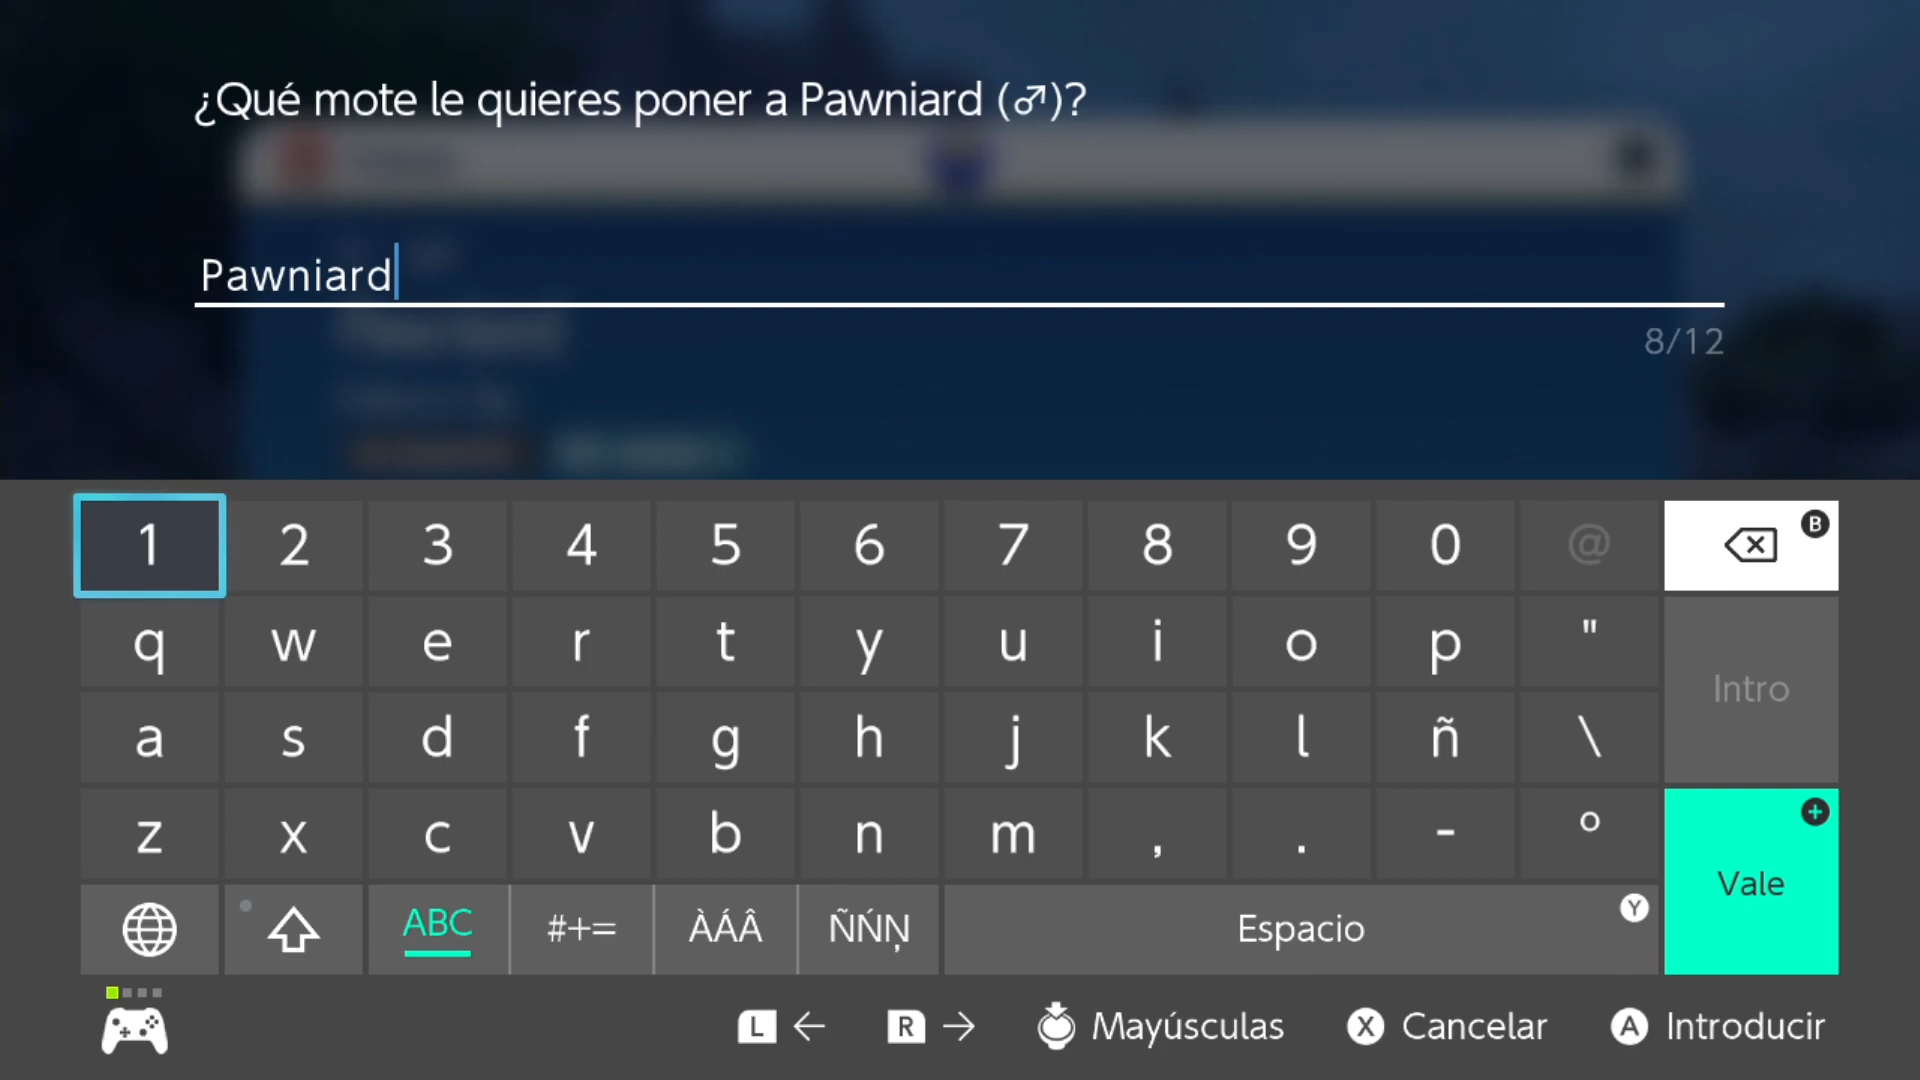 ¿Qué mote le quieres poner a Pawniard (♂)?
Pawniard
8/12
1 2 3 4 5 6 7 8 9 0 @ B
q w e r t y u i o p "
Intro
a s d f g h j k l ñ \
z x c v b n m , . - º +
Vale
ABC #+= ÀÁÂ ÑŃŅ Espacio Y
L ← R → Mayúsculas X Cancelar A Introducir